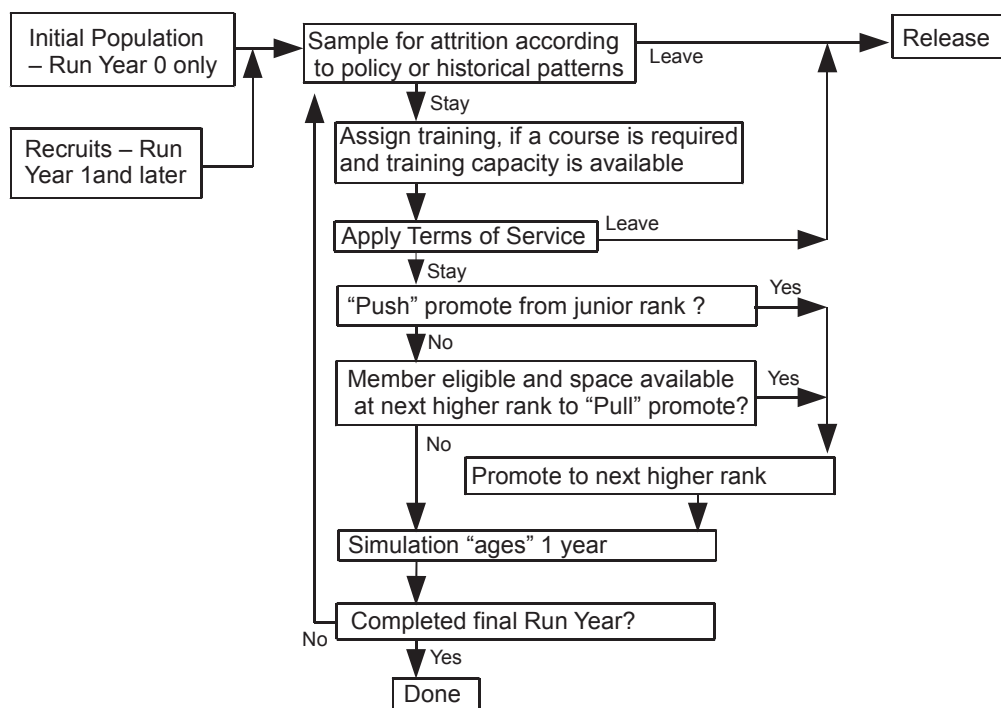 Initial Population
– Run Year 0 only
Sample for attrition according
to policy or historical patterns
Leave
Release
Stay
Recruits – Run
Year 1and later
Assign training, if a course is required
and training capacity is available
Apply Terms of Service
Leave
Stay
“Push” promote from junior rank ?
Yes
No
Member eligible and space available
at next higher rank to “Pull” promote?
Yes
No
Promote to next higher rank
Simulation “ages” 1 year
Completed final Run Year?
No
Yes
Done